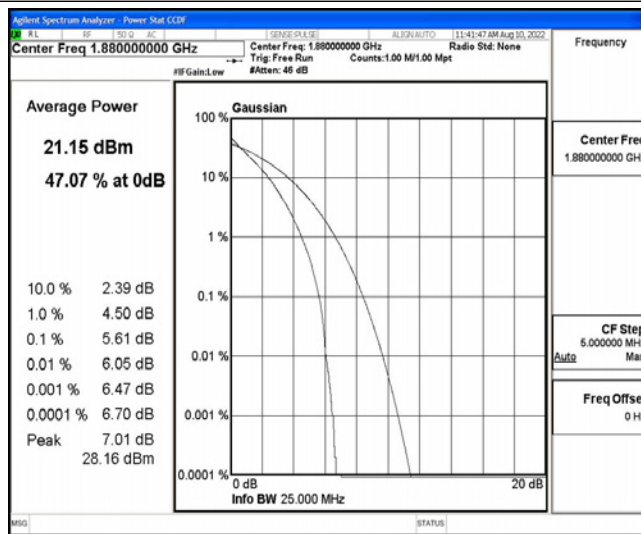 Agilent Spectrum Analyzer - Power Stat CCDF
RL RF 50 Ω AC SENSE:PULSE ALIGN AUTO 11:41:47 AM Aug 10, 2022
Center Freq 1.880000000 GHz
Center Freq: 1.880000000 GHz Radio Std: None
Trig: Free Run Counts:1.00 M/1.00 Mpt
#IFGain:Low #Atten: 46 dB
Frequency
Average Power
21.15 dBm
47.07 % at 0dB
10.0 % 2.39 dB
1.0 % 4.50 dB
0.1 % 5.61 dB
0.01 % 6.05 dB
0.001 % 6.47 dB
0.0001 % 6.70 dB
Peak 7.01 dB
28.16 dBm
Gaussian
100 %
10 %
1 %
0.1 %
0.01 %
0.001 %
0.0001 %
0 dB 20 dB
Info BW 25.000 MHz
Center Fre
1.880000000 GH
CF Step
5.000000 MH
Auto Ma
Freq Offse
0 H
MSG STATUS